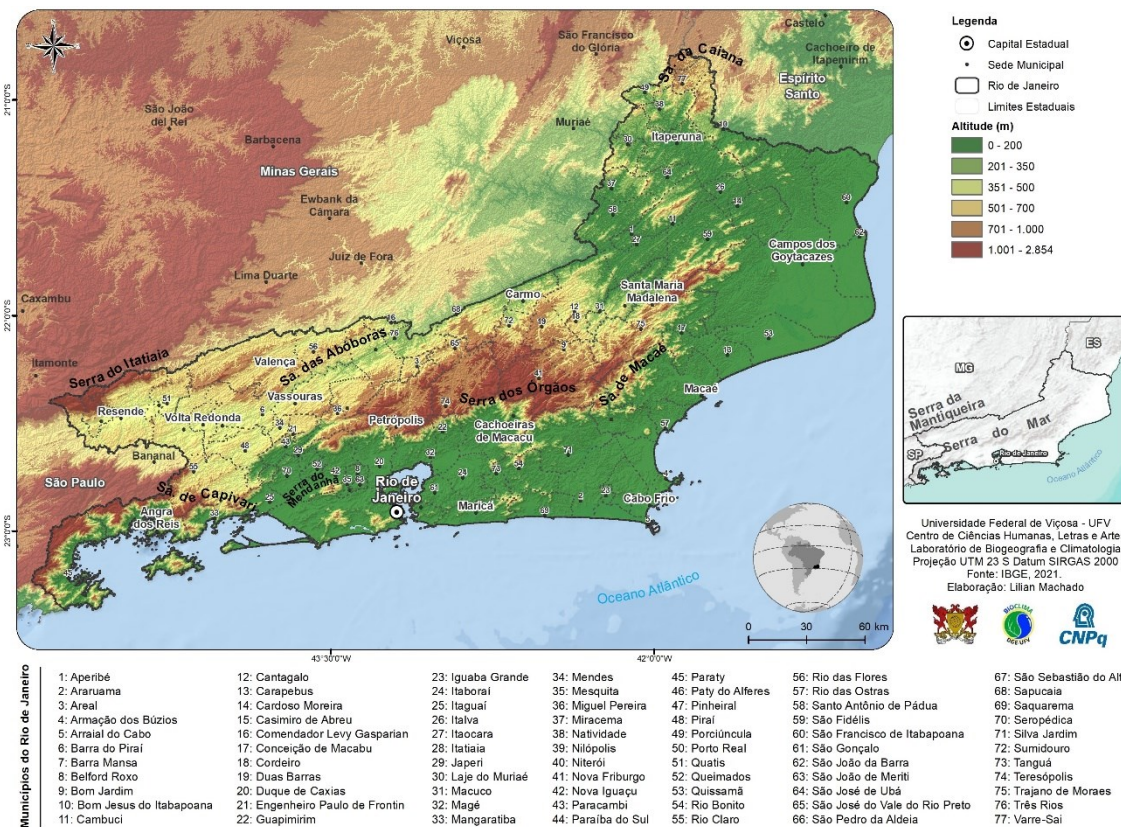 Castelo
São Francisco
do Glória
Viçosa
Cachoeiro de
Itapemirim
Sa. da Caiana
Espírito
Santo
São João
del Rei
Muriaé
Barbacena
Itaperuna
Minas Gerais
Ewbank da
Câmara
Juiz de Fora
Campos dos
Goytacazes
Lima Duarte
Santa Maria
Madalena
Caxambu
Carmo
Itamonte
Serra do Itatiaia
Valença
Sa. das Abóboras
Sa. de Macaé
Serra dos Órgãos
Macaé
Resende
Volta Redonda
Vassouras
Petrópolis
Cachoeiras
de Macacu
Bananal
São Paulo
Sa. de Capivari
Serra do
Mendanha
Rio de
Janeiro
Angra
dos Reis
Maricá
Cabo Frio
Oceano Atlântico
21°0'0"S
22°0'0"S
23°0'0"S
43°30'0"W
42°0'0"W
0 30 60 km
Legenda
Capital Estadual
Sede Municipal
Rio de Janeiro
Limites Estaduais
Altitude (m)
0 - 200
201 - 350
351 - 500
501 - 700
701 - 1.000
1.001 - 2.854
MG
ES
SP
Serra da
Mantiqueira
Serra do Mar
Rio de Janeiro
Oceano Atlântico
Universidade Federal de Viçosa - UFV
Centro de Ciências Humanas, Letras e Arte
Laboratório de Biogeografia e Climatologia
Projeção UTM 23 S Datum SIRGAS 2000
Fonte: IBGE, 2021.
Elaboração: Lilian Machado
BIOCLIMA
DGE UFV
CNPq
Municípios do Rio de Janeiro
1: Aperibé
2: Araruama
3: Areal
4: Armação dos Búzios
5: Arraial do Cabo
6: Barra do Piraí
7: Barra Mansa
8: Belford Roxo
9: Bom Jardim
10: Bom Jesus do Itabapoana
11: Cambuci
12: Cantagalo
13: Carapebus
14: Cardoso Moreira
15: Casimiro de Abreu
16: Comendador Levy Gasparian
17: Conceição de Macabu
18: Cordeiro
19: Duas Barras
20: Duque de Caxias
21: Engenheiro Paulo de Frontin
22: Guapimirim
23: Iguaba Grande
24: Itaboraí
25: Itaguaí
26: Italva
27: Itaocara
28: Itatiaia
29: Japeri
30: Laje do Muriaé
31: Macuco
32: Magé
33: Mangaratiba
34: Mendes
35: Mesquita
36: Miguel Pereira
37: Miracema
38: Natividade
39: Nilópolis
40: Niterói
41: Nova Friburgo
42: Nova Iguaçu
43: Paracambi
44: Paraíba do Sul
45: Paraty
46: Paty do Alferes
47: Pinheiral
48: Piraí
49: Porciúncula
50: Porto Real
51: Quatis
52: Queimados
53: Quissamã
54: Rio Bonito
55: Rio Claro
56: Rio das Flores
57: Rio das Ostras
58: Santo Antônio de Pádua
59: São Fidélis
60: São Francisco de Itabapoana
61: São Gonçalo
62: São João da Barra
63: São João de Meriti
64: São José de Ubá
65: São José do Vale do Rio Preto
66: São Pedro da Aldeia
67: São Sebastião do Alt
68: Sapucaia
69: Saquarema
70: Seropédica
71: Silva Jardim
72: Sumidouro
73: Tanguá
74: Teresópolis
75: Trajano de Moraes
76: Três Rios
77: Varre-Sai